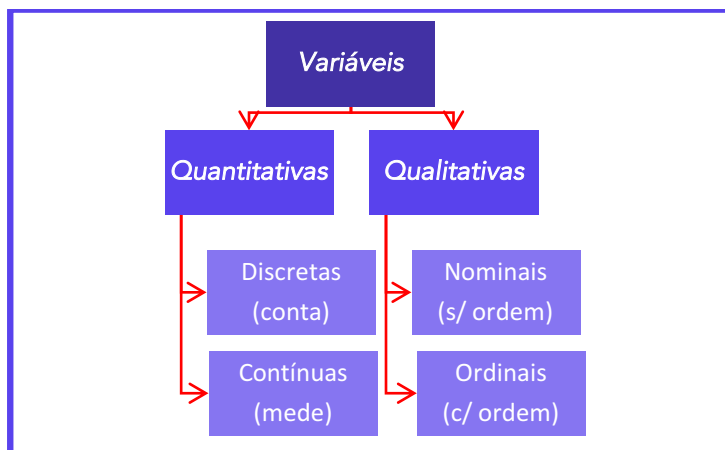 Variáveis
Quantitativas
Qualitativas
Discretas
(conta)
Nominais
(s/ ordem)
Contínuas
(mede)
Ordinais
(c/ ordem)